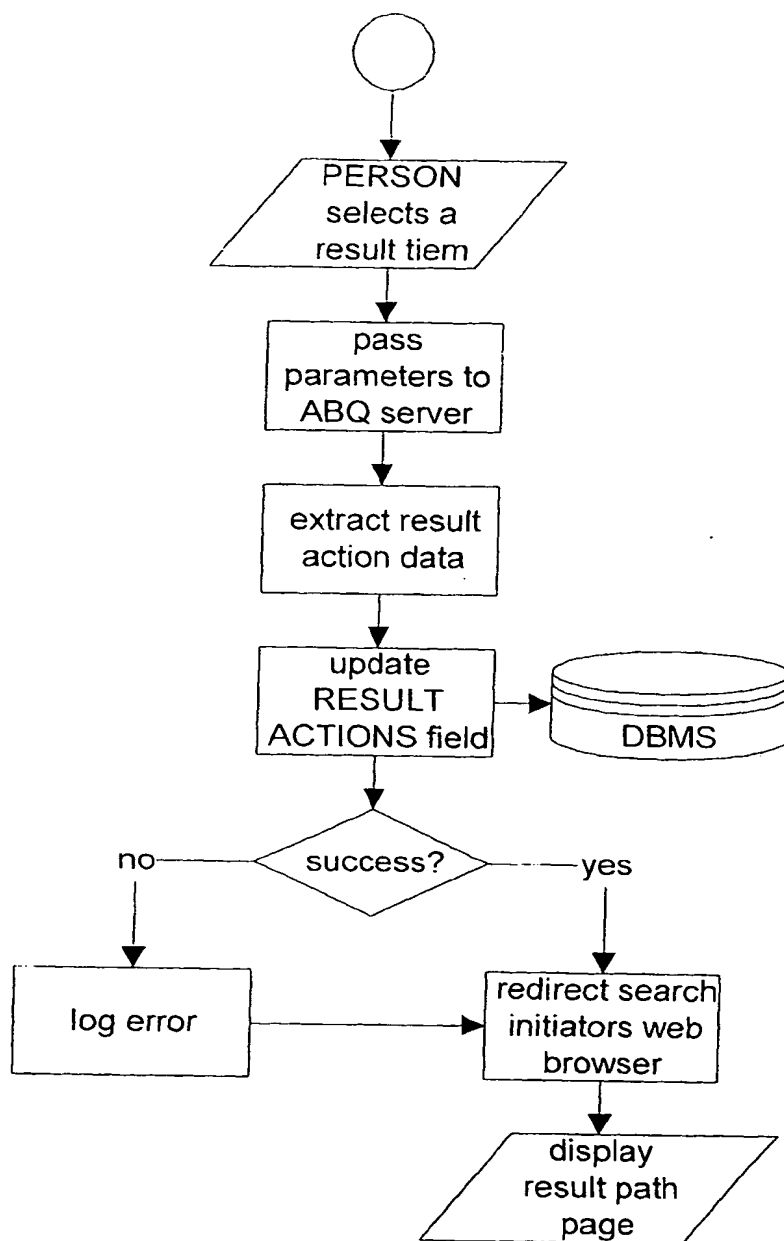 PERSON
selects a
result tiem
pass
parameters to
ABQ server
extract result
action data
update
RESULT
ACTIONS field
DBMS
success?
no
yes
log error
redirect search
initiators web
browser
display
result path
page